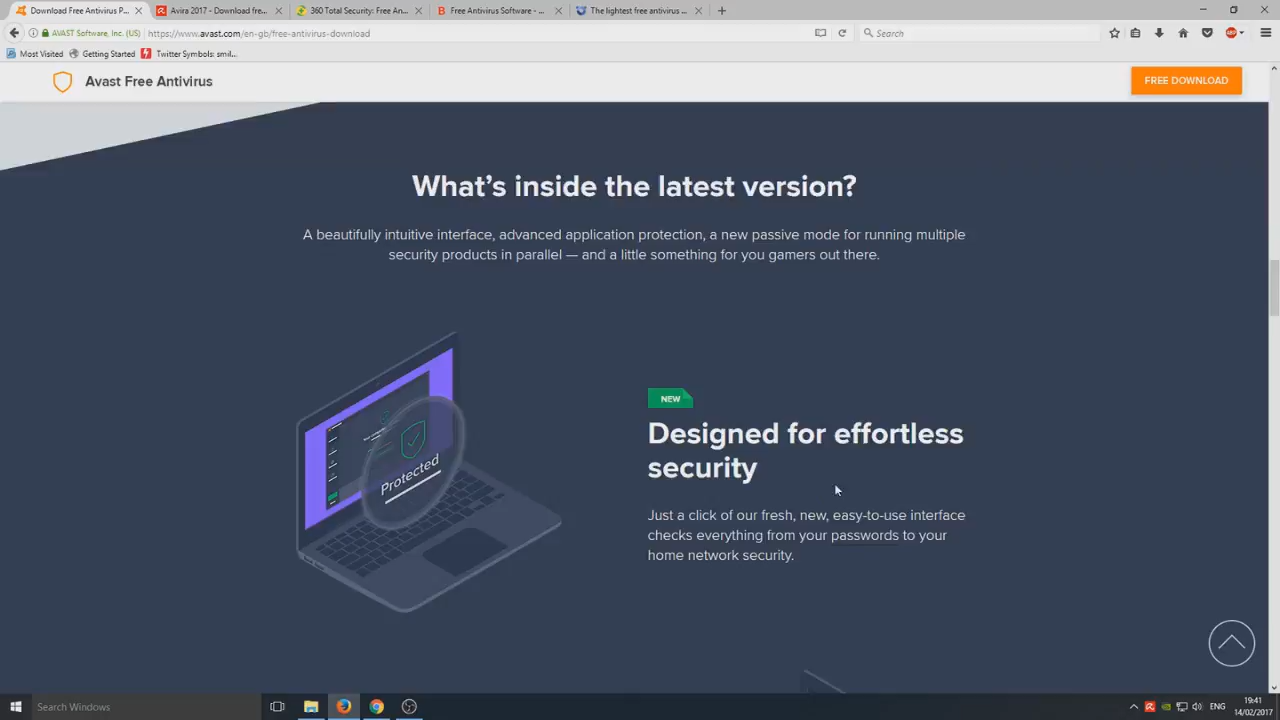 Download Free Antivirus P...
Avira 2017 - Download fre...
360 Total Security: Free An...
Free Antivirus Software - ...
The lightest free antivirus ...
AVAST Software, Inc. (US)
https://www.avast.com/en-gb/free-antivirus-download
Search
Most Visited
Getting Started
Twitter Symbols: smil...
Avast Free Antivirus
FREE DOWNLOAD
What's inside the latest version?
A beautifully intuitive interface, advanced application protection, a new passive mode for running multiple
security products in parallel — and a little something for you gamers out there.
Protected
NEW
Designed for effortless
security
Just a click of our fresh, new, easy-to-use interface
checks everything from your passwords to your
home network security.
Search Windows
ENG
19:41
14/02/2017